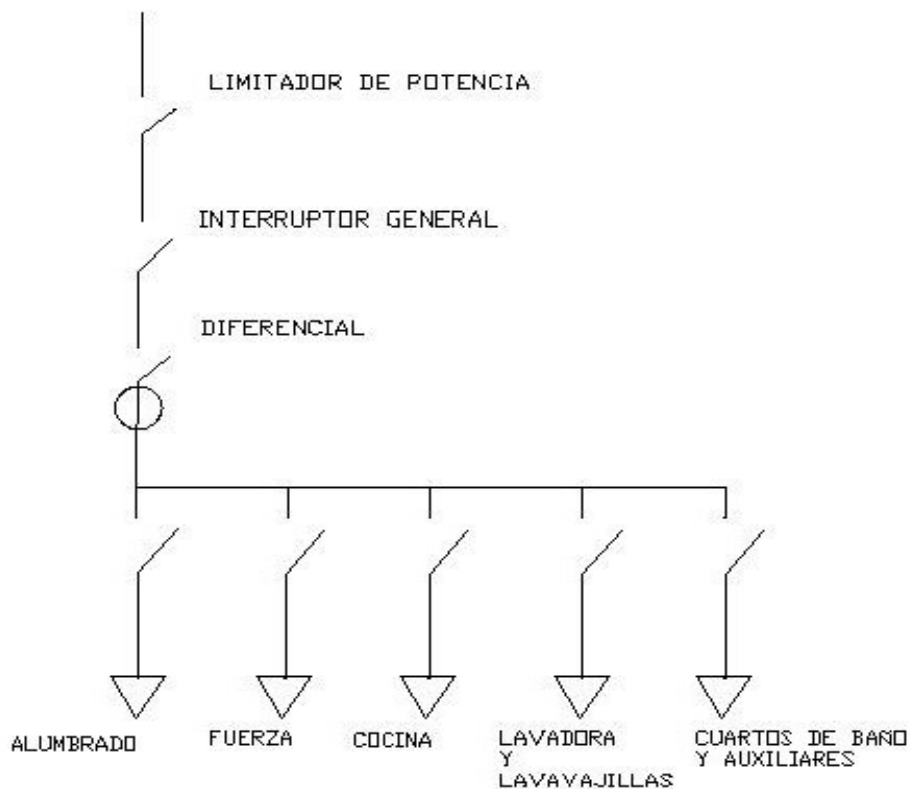 LIMITADOR DE POTENCIA
INTERRUPTOR GENERAL
DIFERENCIAL
ALUMBRADO
FUERZA
COCINA
LAVADORA
Y
LAVAVAJILLAS
CUARTOS DE BAÑO
Y AUXILIARES